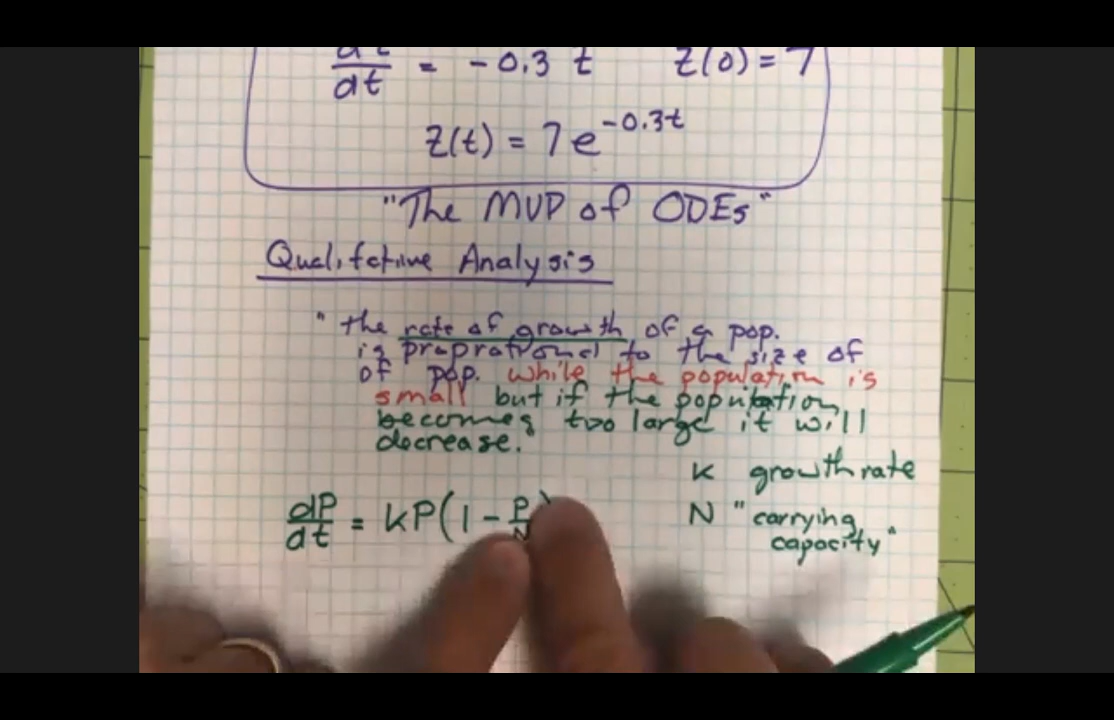 dt = -0.3 t Z(0) = 7
Z(t) = 7 e^-0.3t
"The MVP of ODEs"
Qualitative Analysis
" the rate of growth of a pop.
is proprational to the size of
of pop. while the population is
small but if the population
becomes too large it will
decrease.
K growth rate
dP/dt = kP(1 - P/N)
N "carrying
capacity"